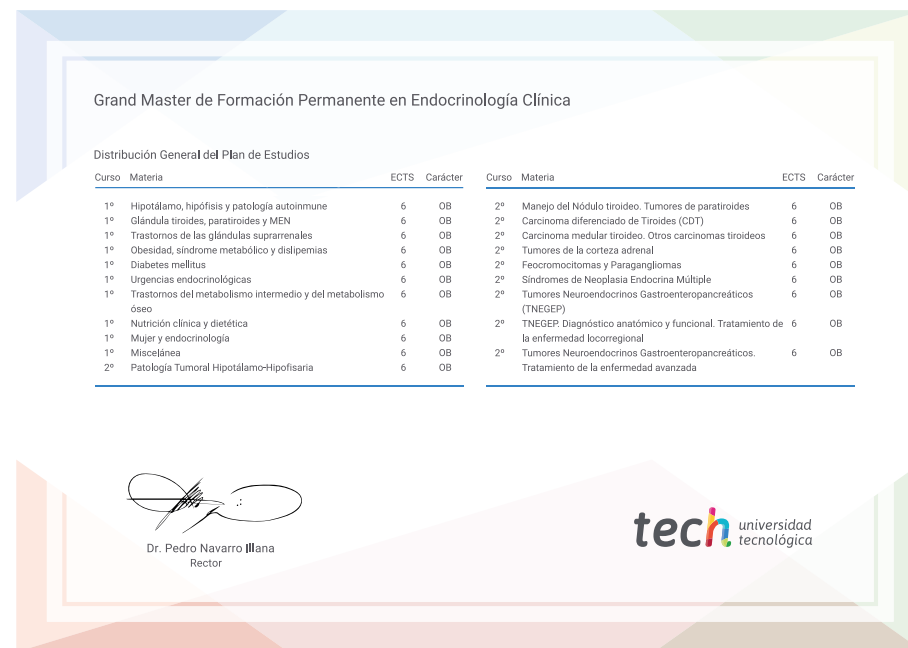 Grand Master de Formación Permanente en Endocrinología Clínica
Distribución General del Plan de Estudios
Curso Materia ECTS Carácter
1º Hipotálamo, hipófisis y patología autoinmune 6 OB
1º Glándula tiroides, paratiroides y MEN 6 OB
1º Trastornos de las glándulas suprarrenales 6 OB
1º Obesidad, síndrome metabólico y dislipemias 6 OB
1º Diabetes mellitus 6 OB
1º Urgencias endocrinológicas 6 OB
1º Trastornos del metabolismo intermedio y del metabolismo 6 OB
óseo
1º Nutrición clínica y dietética 6 OB
1º Mujer y endocrinología 6 OB
1º Miscelánea 6 OB
2º Patología Tumoral Hipotálamo-Hipofisaria 6 OB
Curso Materia ECTS Carácter
2º Manejo del Nódulo tiroideo. Tumores de paratiroides 6 OB
2º Carcinoma diferenciado de Tiroides (CDT) 6 OB
2º Carcinoma medular tiroideo. Otros carcinomas tiroideos 6 OB
2º Tumores de la corteza adrenal 6 OB
2º Feocromocitomas y Paragangliomas 6 OB
2º Síndromes de Neoplasia Endocrina Múltiple 6 OB
2º Tumores Neuroendocrinos Gastroenteropancreáticos 6 OB
(TNEGEP)
2º TNEGEP. Diagnóstico anatómico y funcional. Tratamiento de 6 OB
la enfermedad locorregional
2º Tumores Neuroendocrinos Gastroenteropancreáticos. 6 OB
Tratamiento de la enfermedad avanzada
Dr. Pedro Navarro Illana
Rector
tech universidad
tecnológica